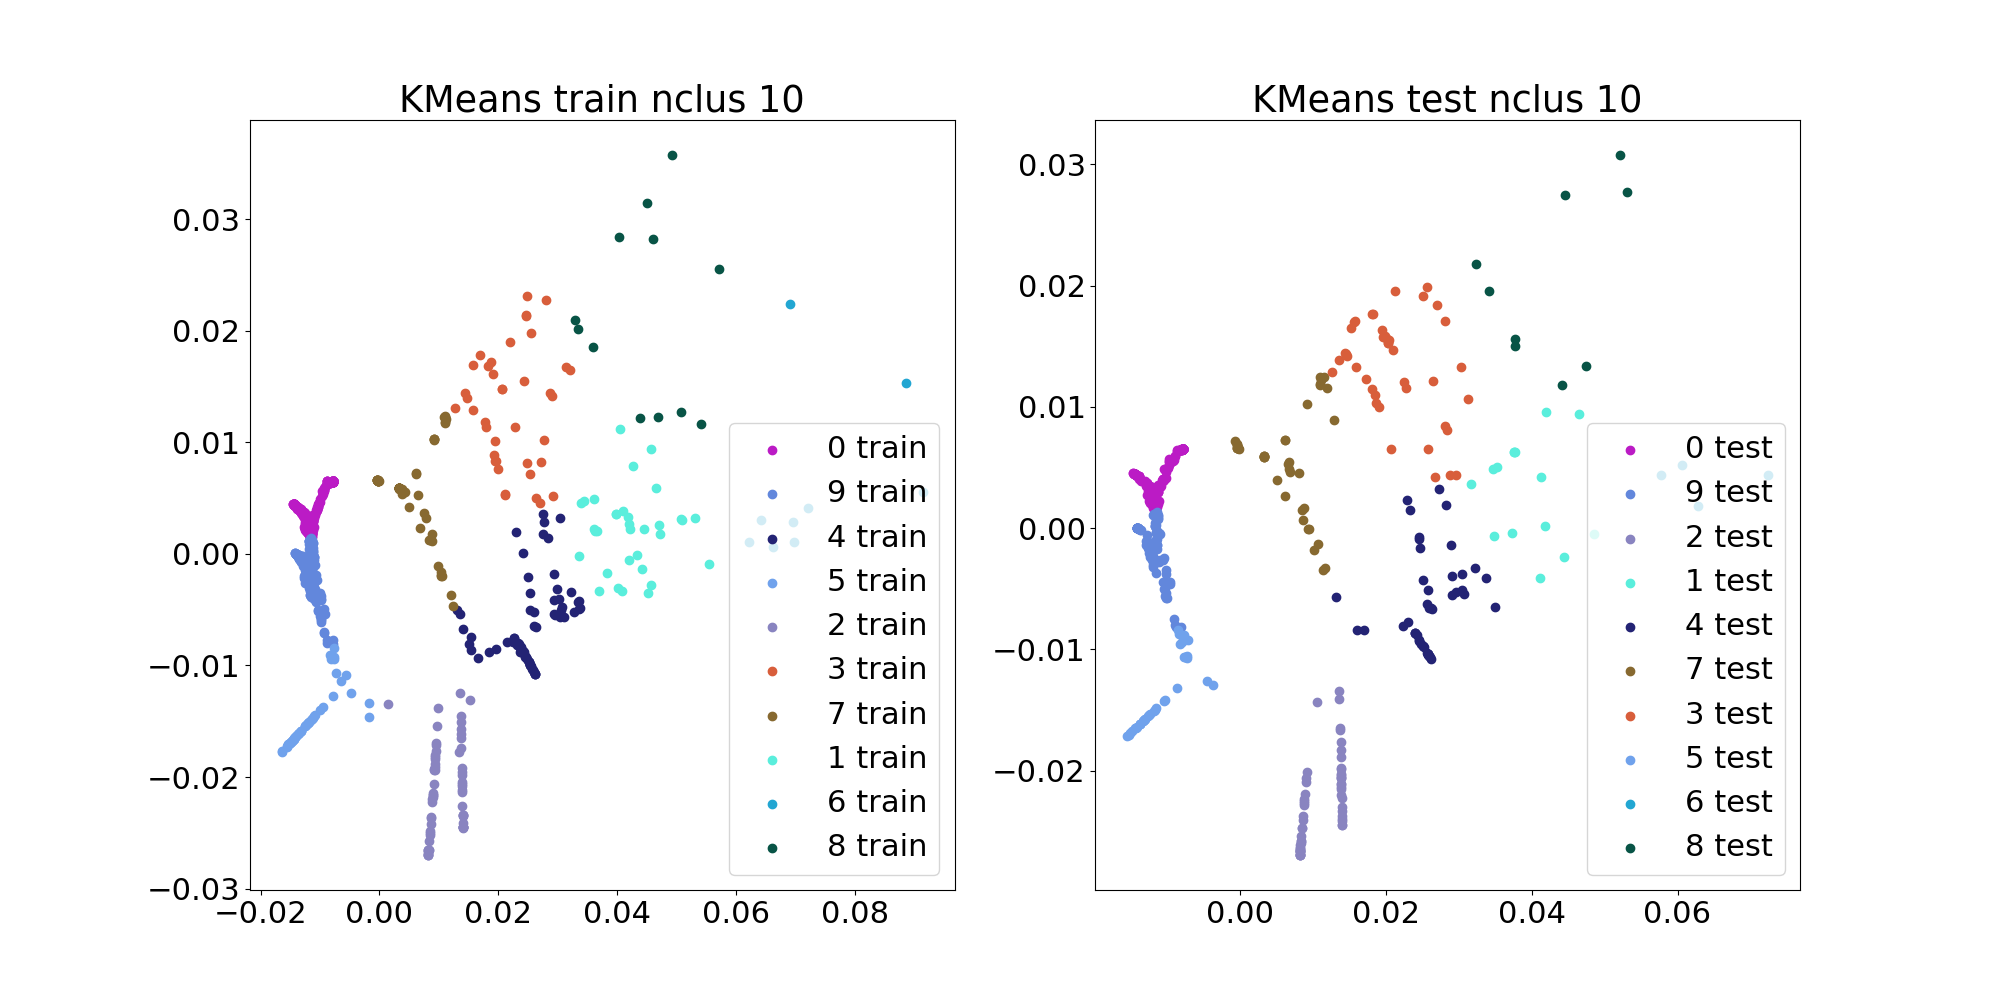 KMeans train nclus 10
0.03
0.02
0.01
0.00
−0.01
−0.02
−0.03
−0.02 0.00 0.02 0.04 0.06 0.08
0 train
9 train
4 train
5 train
2 train
3 train
7 train
1 train
6 train
8 train
KMeans test nclus 10
0.03
0.02
0.01
0.00
−0.01
−0.02
0.00 0.02 0.04 0.06
0 test
9 test
2 test
1 test
4 test
7 test
3 test
5 test
6 test
8 test